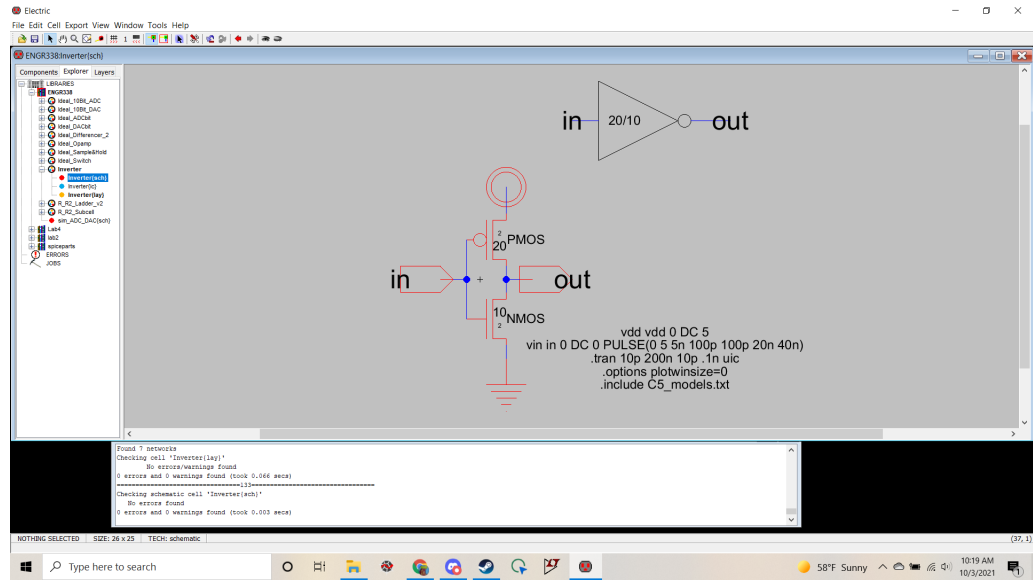 Electric
File Edit Cell Export View Window Tools Help
ENGR338:Inverter{sch}
Components Explorer Layers
LIBRARIES
ENGR338
Ideal_10Bit_ADC
Ideal_10Bit_DAC
Ideal_ADCbit
Ideal_DACbit
Ideal_Differencer_2
Ideal_Opamp
Ideal_Sample&Hold
Ideal_Switch
Inverter
Inverter{sch}
Inverter{ic}
Inverter{lay}
R_R2_Ladder_v2
R_R2_Subcell
sim_ADC_DAC{sch}
Lab4
lab2
spiceparts
ERRORS
JOBS
in 20/10 out
2
20 PMOS
in out
10 NMOS
2
vdd vdd 0 DC 5
vin in 0 DC 0 PULSE(0 5 5n 100p 100p 20n 40n)
.tran 10p 200n 10p .1n uic
.options plotwinsize=0
.include C5_models.txt
Found 7 networks
Checking cell 'Inverter{lay}'
No errors/warnings found
0 errors and 0 warnings found (took 0.066 secs)
================================133================================
Checking schematic cell 'Inverter{sch}'
No errors found
0 errors and 0 warnings found (took 0.003 secs)
NOTHING SELECTED SIZE: 26 x 25 TECH: schematic (37, 1)
Type here to search
58°F Sunny
10:19 AM
10/3/2021